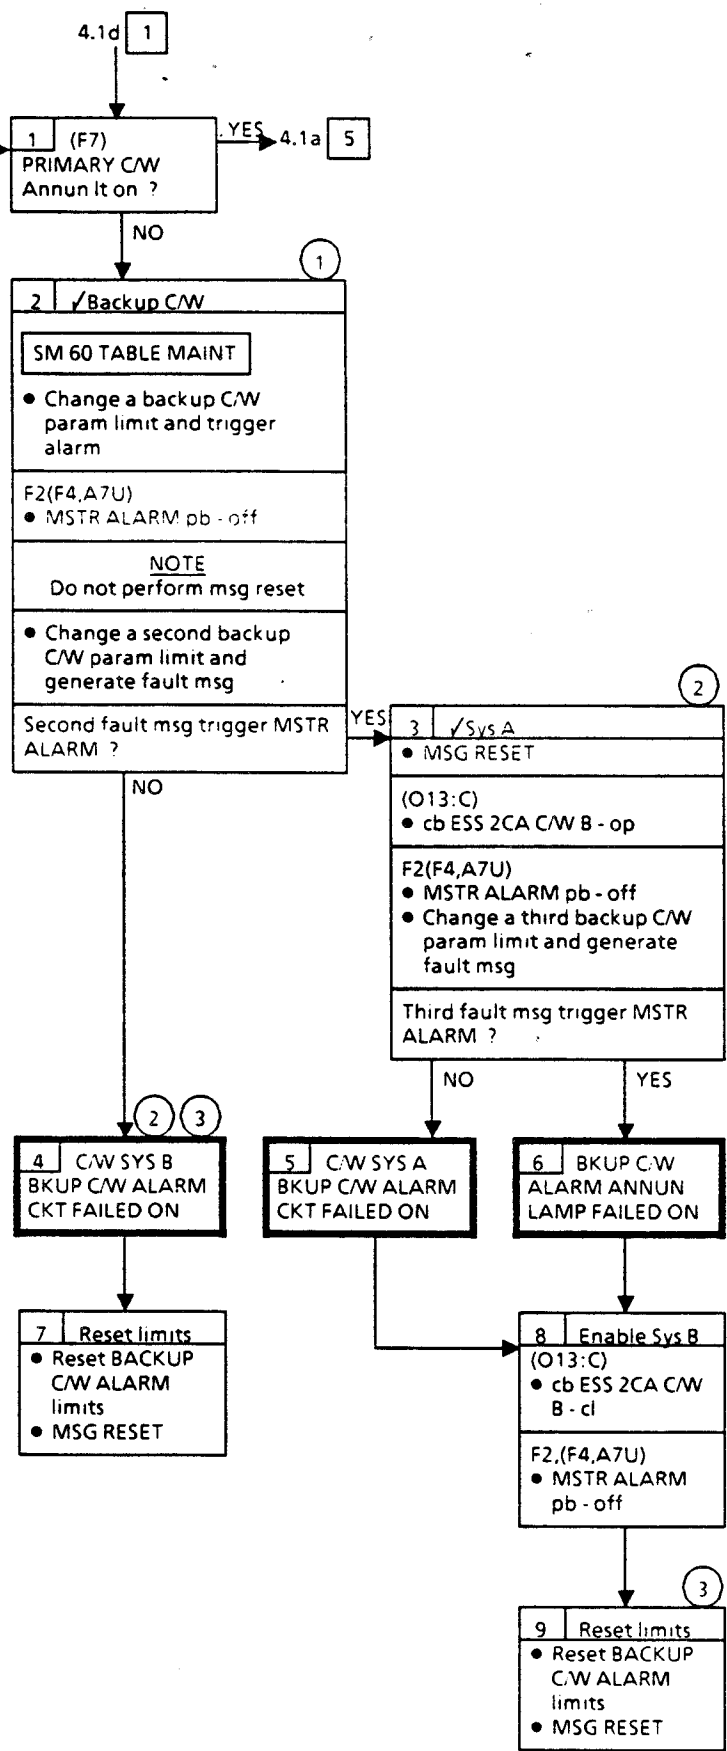 4.1d 1
1 (F7)
PRIMARY C/W
Annun lt on ?
YES 4.1a 5
NO
1
2 √Backup C/W
SM 60 TABLE MAINT
● Change a backup C/W
param limit and trigger
alarm
F2(F4,A7U)
● MSTR ALARM pb - off
NOTE
Do not perform msg reset
● Change a second backup
C/W param limit and
generate fault msg
Second fault msg trigger MSTR
ALARM ?
YES
NO
2
3 √Sys A
● MSG RESET
(O13:C)
● cb ESS 2CA C/W B - op
F2(F4,A7U)
● MSTR ALARM pb - off
● Change a third backup C/W
param limit and generate
fault msg
Third fault msg trigger MSTR
ALARM ?
NO YES
2 3
4 C/W SYS B
BKUP C/W ALARM
CKT FAILED ON
5 C/W SYS A
BKUP C/W ALARM
CKT FAILED ON
6 BKUP C/W
ALARM ANNUN
LAMP FAILED ON
7 Reset limits
● Reset BACKUP
C/W ALARM
limits
● MSG RESET
8 Enable Sys B
(O13:C)
● cb ESS 2CA C/W
B - cl
F2,(F4,A7U)
● MSTR ALARM
pb - off
3
9 Reset limits
● Reset BACKUP
C/W ALARM
limits
● MSG RESET